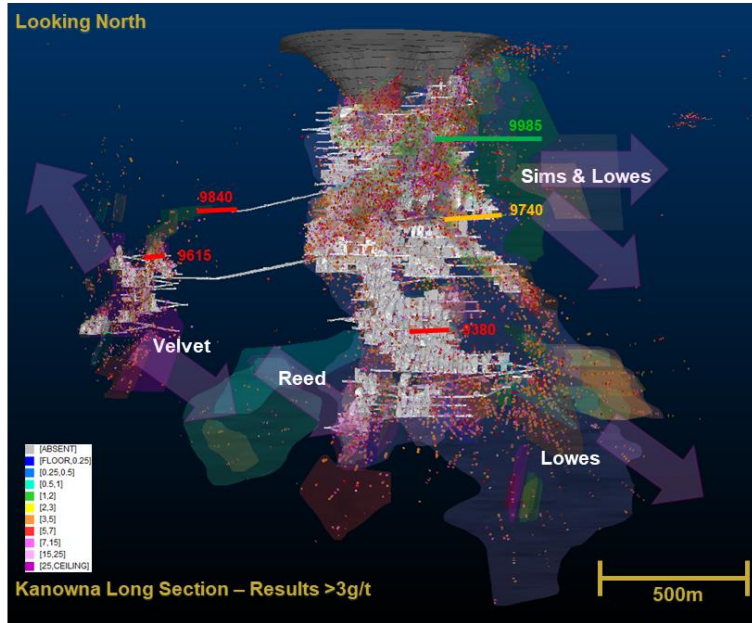 Looking North
9985
Sims & Lowes
9840
9740
9615
9380
Velvet
Reed
Lowes
[ABSENT]
[FLOOR,0.25]
[0.25,0.5]
[0.5,1]
[1,2]
[2,3]
[3,5]
[5,7]
[7,15]
[15,25]
[25,CEILING]
Kanowna Long Section – Results >3g/t
500m